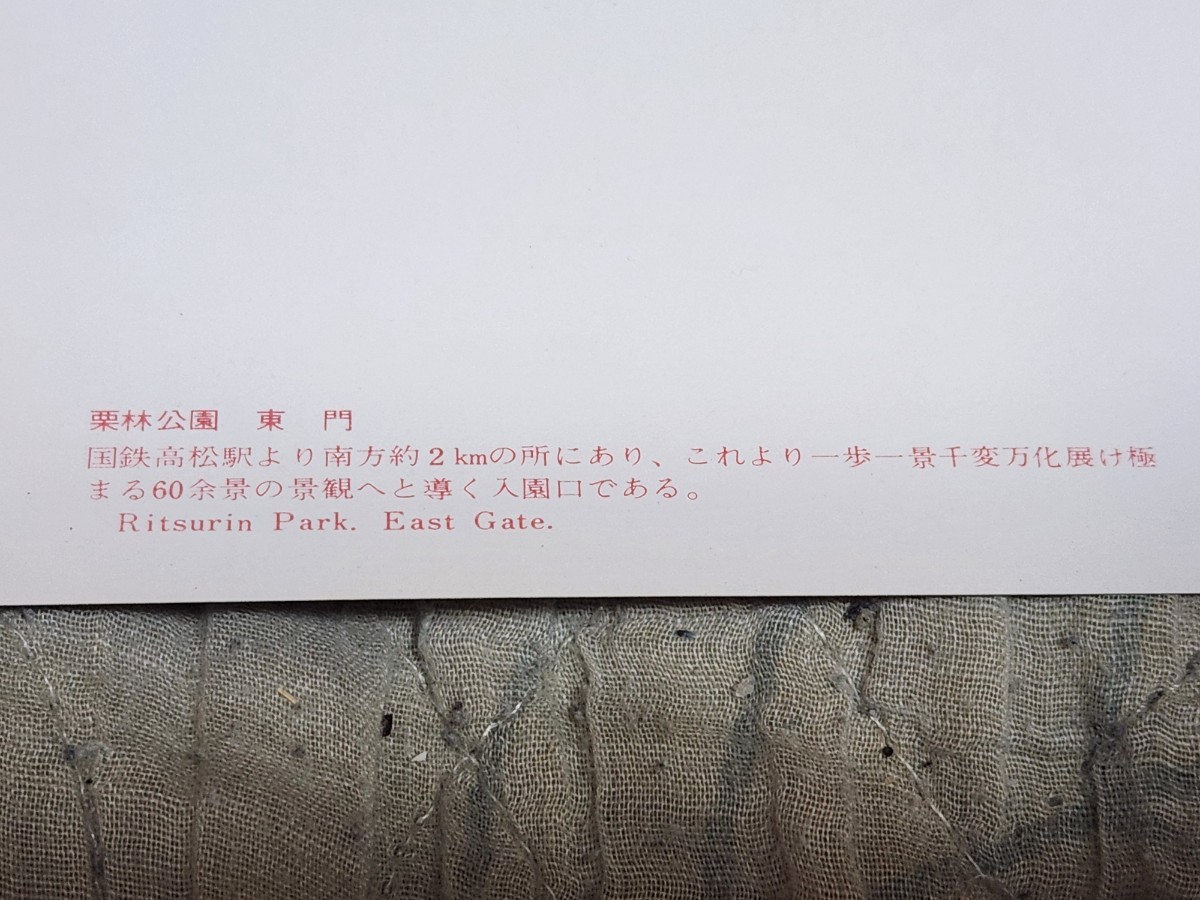 栗林公園　東　門
国鉄高松駅より南方約２kmの所にあり、これより一歩一景千変万化展け極
まる60余景の景観へと導く入園口である。
Ritsurin Park. East Gate.